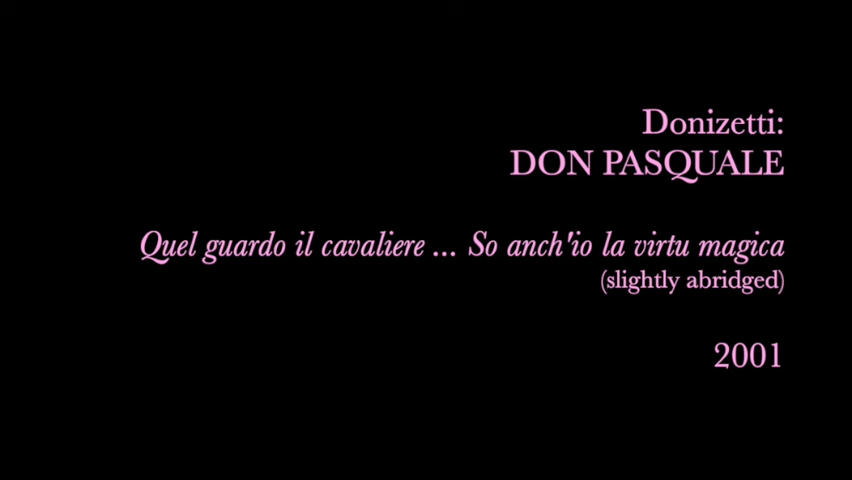 Donizetti:
DON PASQUALE
Quel guardo il cavaliere ... So anch'io la virtu magica
(slightly abridged)
2001